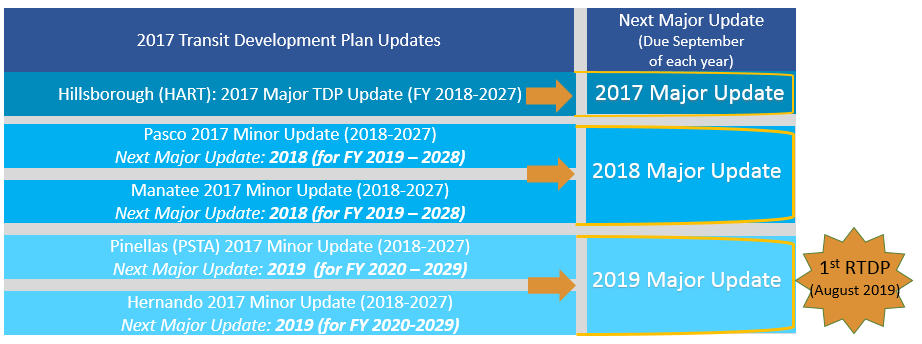 2017 Transit Development Plan Updates
Next Major Update
(Due September
of each year)
Hillsborough (HART): 2017 Major TDP Update (FY 2018-2027)
2017 Major Update
Pasco 2017 Minor Update (2018-2027)
Next Major Update: 2018 (for FY 2019 – 2028)
Manatee 2017 Minor Update (2018-2027)
Next Major Update: 2018 (for FY 2019 – 2028)
2018 Major Update
Pinellas (PSTA) 2017 Minor Update (2018-2027)
Next Major Update: 2019 (for FY 2020 – 2029)
Hernando 2017 Minor Update (2018-2027)
Next Major Update: 2019 (for FY 2020-2029)
2019 Major Update
1st RTDP
(August 2019)